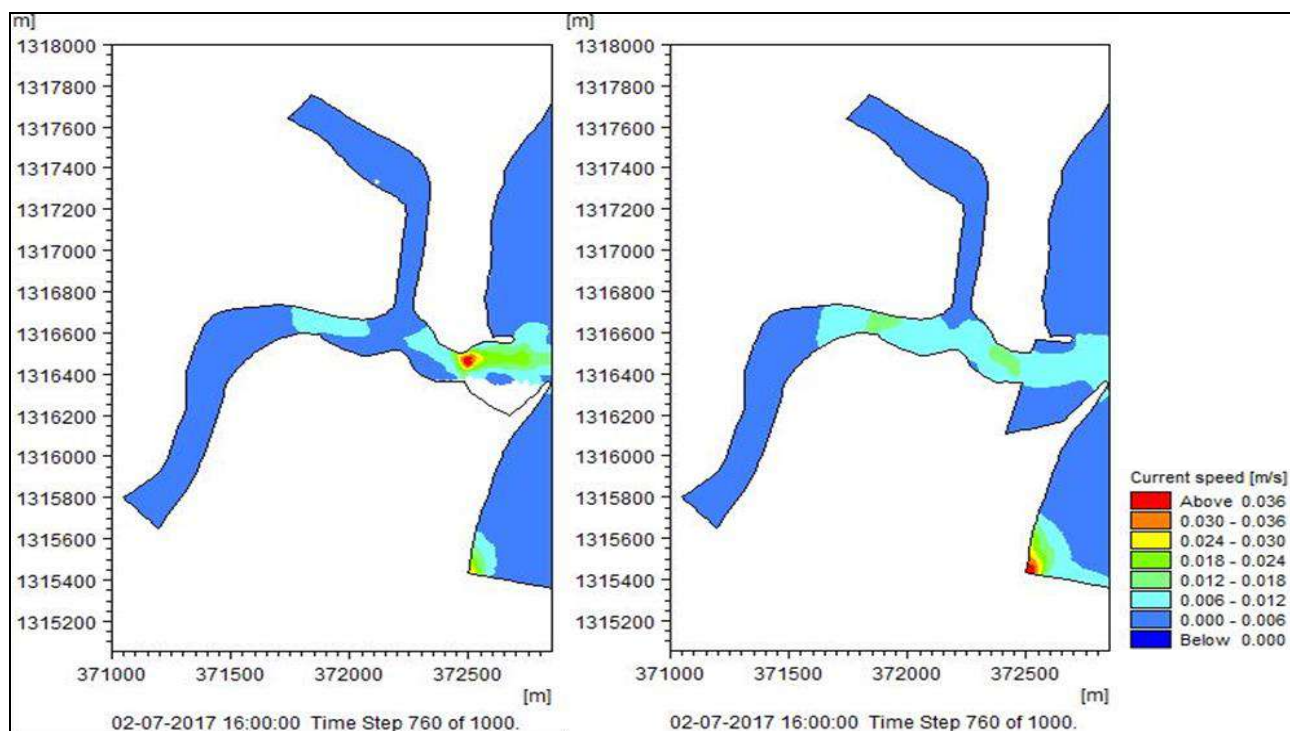 m]
1318000
1317800
1317600
1317400
1317200
1317000
1316800
1316600
1316400
1316200
1316000
1315800
1315600
1315400
1315200
371000 371500 372000 372500
[m]
02-07-2017 16:00:00 Time Step 760 of 1000.
[m]
1318000
1317800
1317600
1317400
1317200
1317000
1316800
1316600
1316400
1316200
1316000
1315800
1315600
1315400
1315200
371000 371500 372000 372500
[m]
02-07-2017 16:00:00 Time Step 760 of 1000.
Current speed [m/s]
Above 0.036
0.030 - 0.036
0.024 - 0.030
0.018 - 0.024
0.012 - 0.018
0.006 - 0.012
0.000 - 0.006
Below 0.000